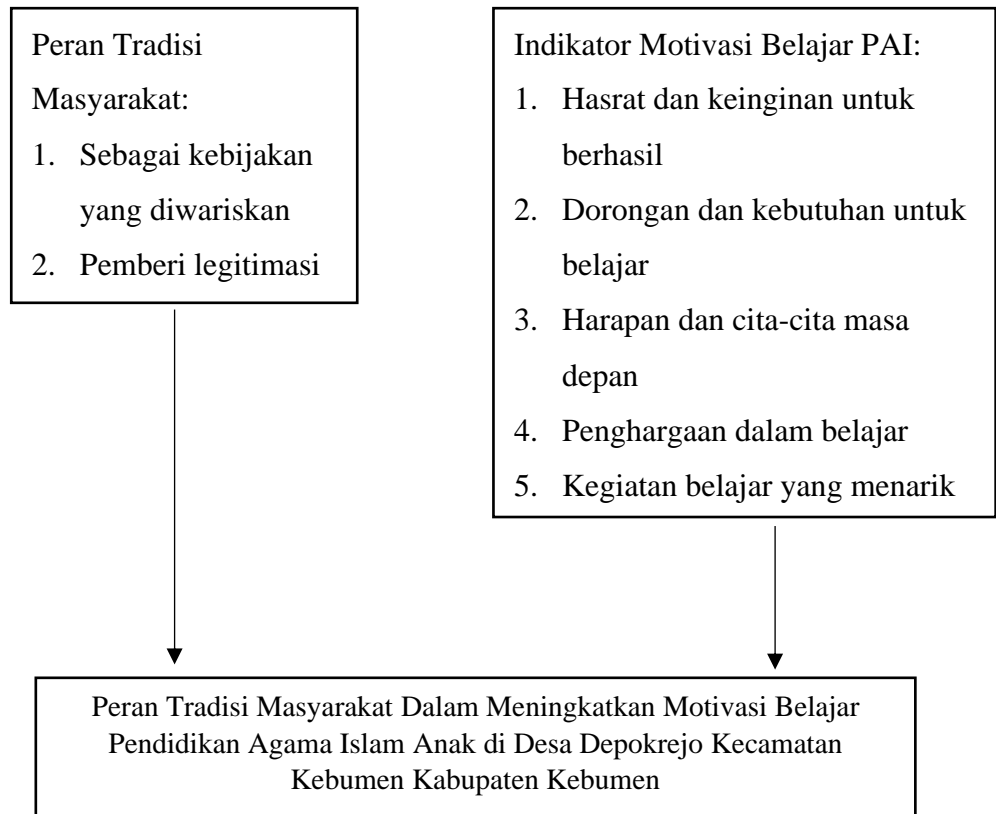 Peran Tradisi
Masyarakat:
1. Sebagai kebijakan
yang diwariskan
2. Pemberi legitimasi
Indikator Motivasi Belajar PAI:
1. Hasrat dan keinginan untuk
berhasil
2. Dorongan dan kebutuhan untuk
belajar
3. Harapan dan cita-cita masa
depan
4. Penghargaan dalam belajar
5. Kegiatan belajar yang menarik
Peran Tradisi Masyarakat Dalam Meningkatkan Motivasi Belajar
Pendidikan Agama Islam Anak di Desa Depokrejo Kecamatan
Kebumen Kabupaten Kebumen